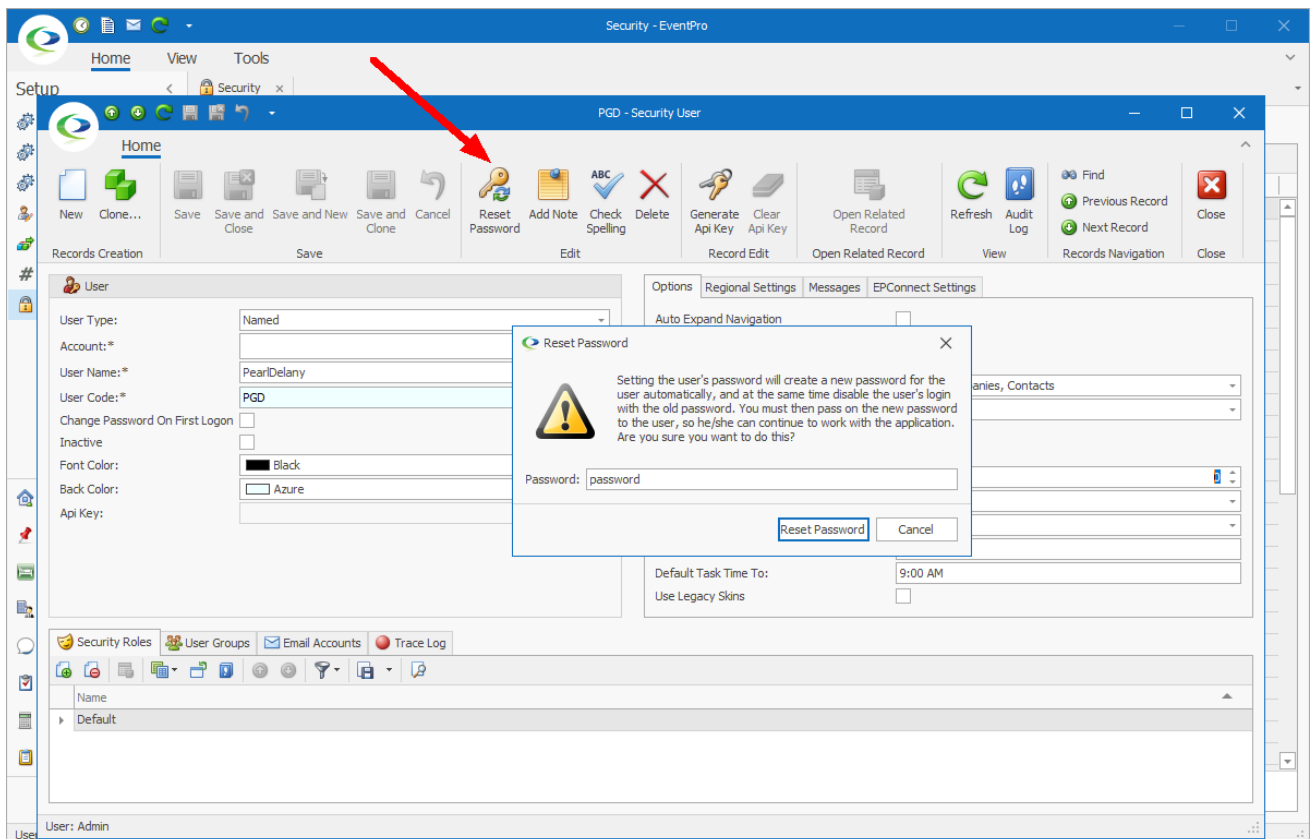 Security - EventPro
Home View Tools
Setup
Security
PGD - Security User
Home
New
Clone...
Save
Save and Close
Save and New
Save and Clone
Cancel
Reset Password
Add Note
ABC
Check Spelling
Delete
Generate Api Key
Clear Api Key
Open Related Record
Refresh
Audit Log
Find
Previous Record
Next Record
Close
Records Creation
Save
Edit
Record Edit
Open Related Record
View
Records Navigation
Close
User
User Type: Named
Account:*
User Name:* PearlDelany
User Code:* PGD
Change Password On First Logon
Inactive
Font Color: Black
Back Color: Azure
Api Key:
Options Regional Settings Messages EPConnect Settings
Auto Expand Navigation
anies, Contacts
Reset Password
Setting the user's password will create a new password for the
user automatically, and at the same time disable the user's login
with the old password. You must then pass on the new password
to the user, so he/she can continue to work with the application.
Are you sure you want to do this?
Password: password
Reset Password Cancel
Default Task Time To: 9:00 AM
Use Legacy Skins
Security Roles User Groups Email Accounts Trace Log
Name
Default
User: Admin
User